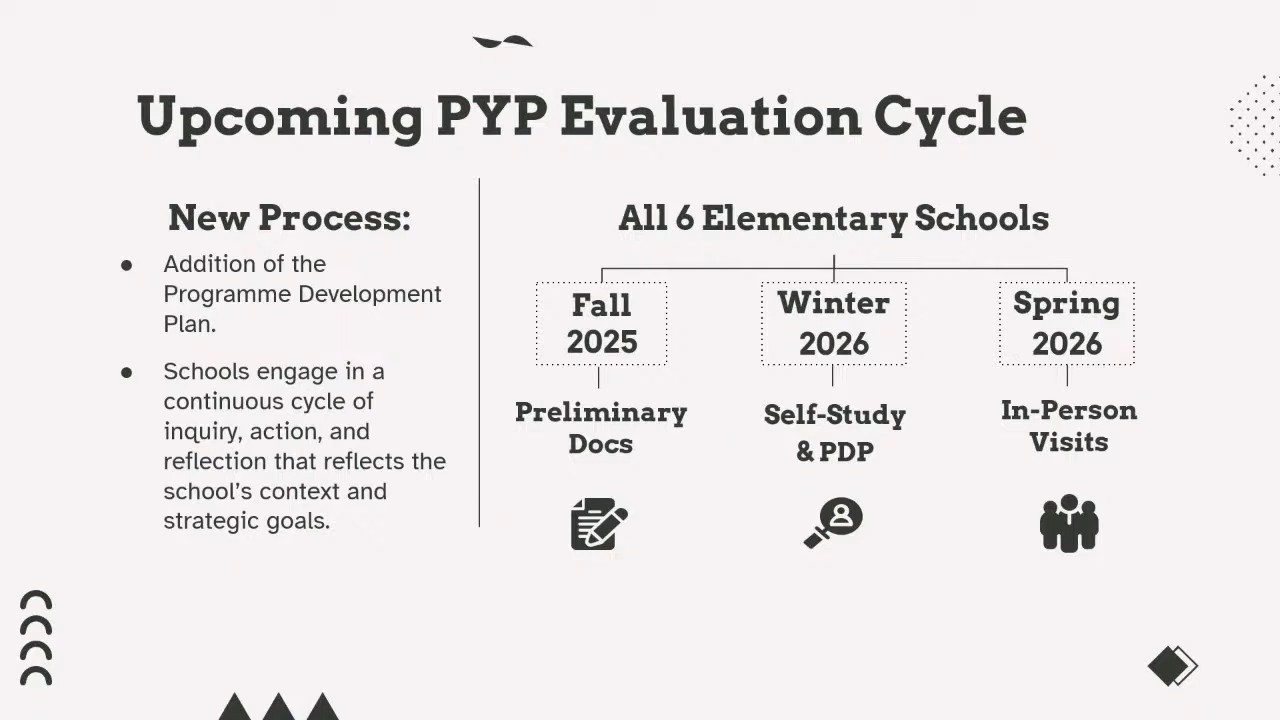 Upcoming PYP Evaluation Cycle
New Process:
● Addition of the
Programme Development
Plan.
● Schools engage in a
continuous cycle of
inquiry, action, and
reflection that reflects the
school's context and
strategic goals.
All 6 Elementary Schools
Fall
2025
Preliminary
Docs
Winter
2026
Self-Study
& PDP
Spring
2026
In-Person
Visits